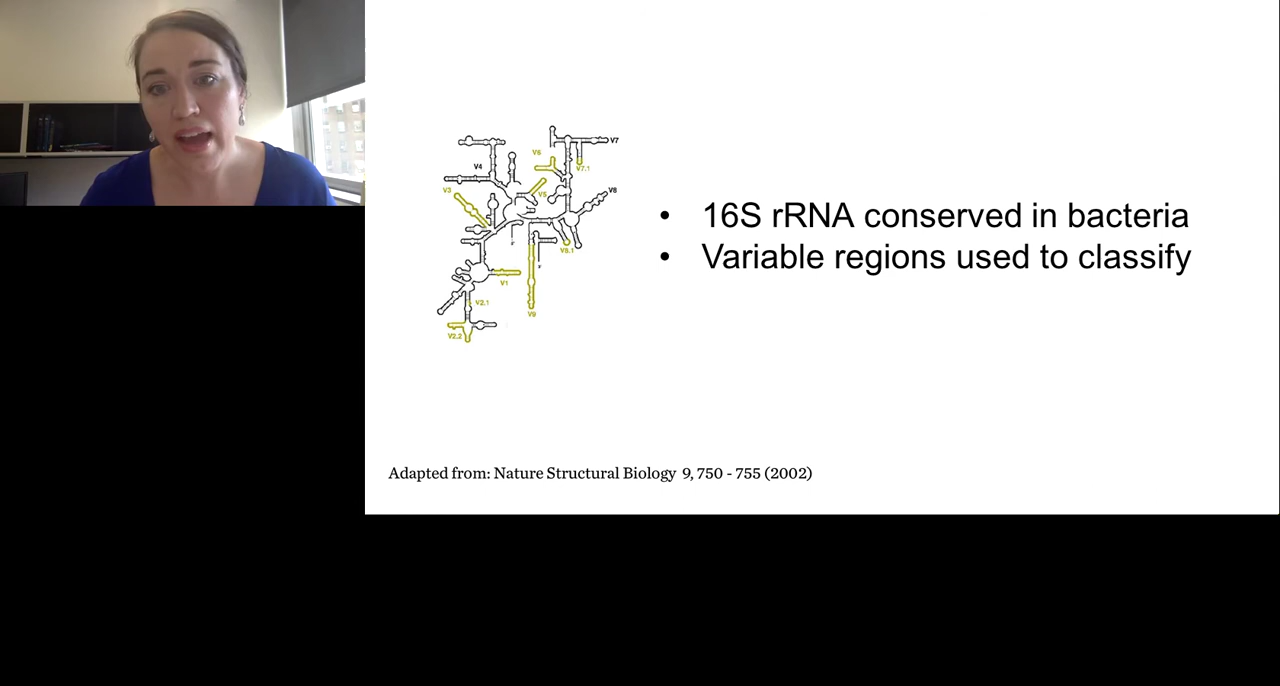 V7
V6
V4
V7.1
V3
V5
V8
V8.1
V1
V2.1
V9
V2.2
• 16S rRNA conserved in bacteria
• Variable regions used to classify
Adapted from: Nature Structural Biology 9, 750 - 755 (2002)